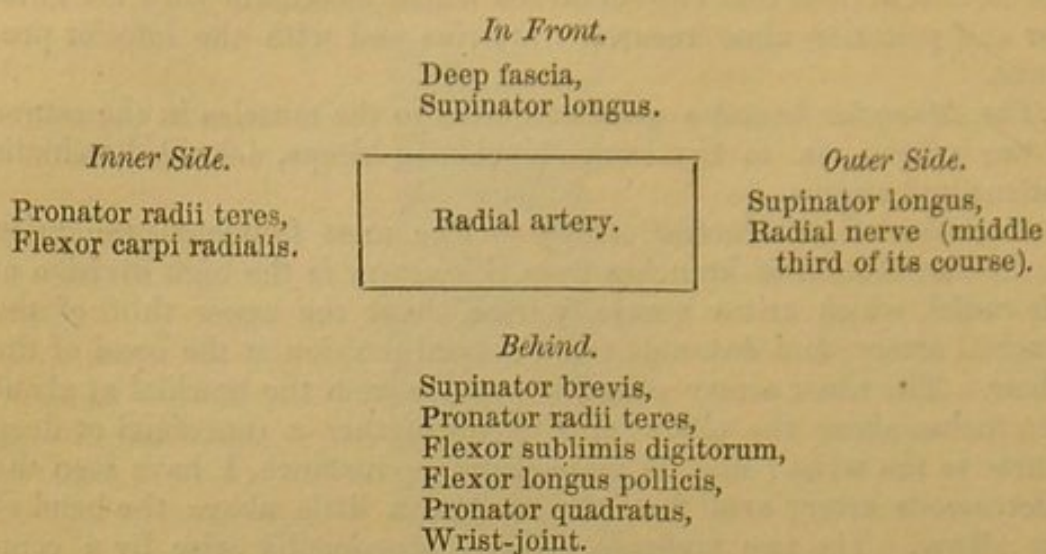 In Front.
Deep fascia,
Supinator longus.
Inner Side.
Pronator radii teres,
Flexor carpi radialis.
Radial artery.
Outer Side.
Supinator longus,
Radial nerve (middle
third of its course).
Behind.
Supinator brevis,
Pronator radii teres,
Flexor sublimis digitorum,
Flexor longus pollicis,
Pronator quadratus,
Wrist-joint.